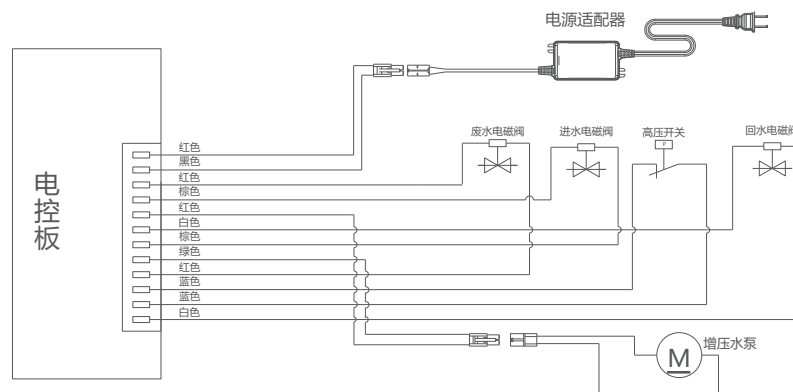 电源适配器
废水电磁阀
进水电磁阀
高压开关
回水电磁阀
P
电控板
红色
黑色
红色
棕色
红色
白色
棕色
绿色
红色
蓝色
蓝色
白色
M
增压水泵